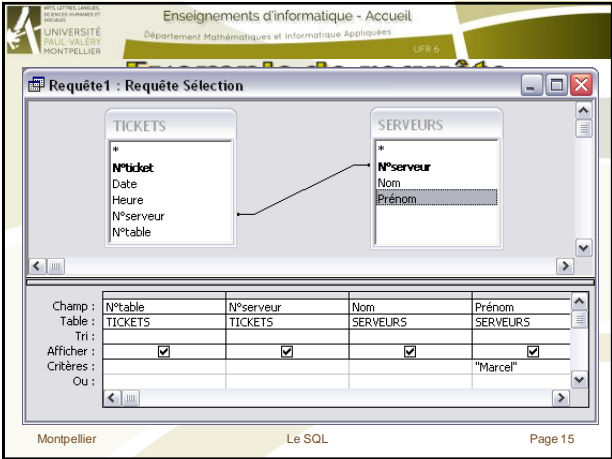 ARTS, LETTRES, LANGUES,
SCIENCES HUMAINES ET
SOCIALES
UNIVERSITÉ
PAUL-VALÉRY
MONTPELLIER
Enseignements d'informatique - Accueil
Département Mathématiques et Informatique Appliquées
UFR 6
Requête1 : Requête Sélection
TICKETS
*
N°ticket
Date
Heure
N°serveur
N°table
SERVEURS
*
N°serveur
Nom
Prénom
Champ : N°table N°serveur Nom Prénom
Table : TICKETS TICKETS SERVEURS SERVEURS
Tri :
Afficher :
Critères : "Marcel"
Ou :
Montpellier Le SQL Page 15